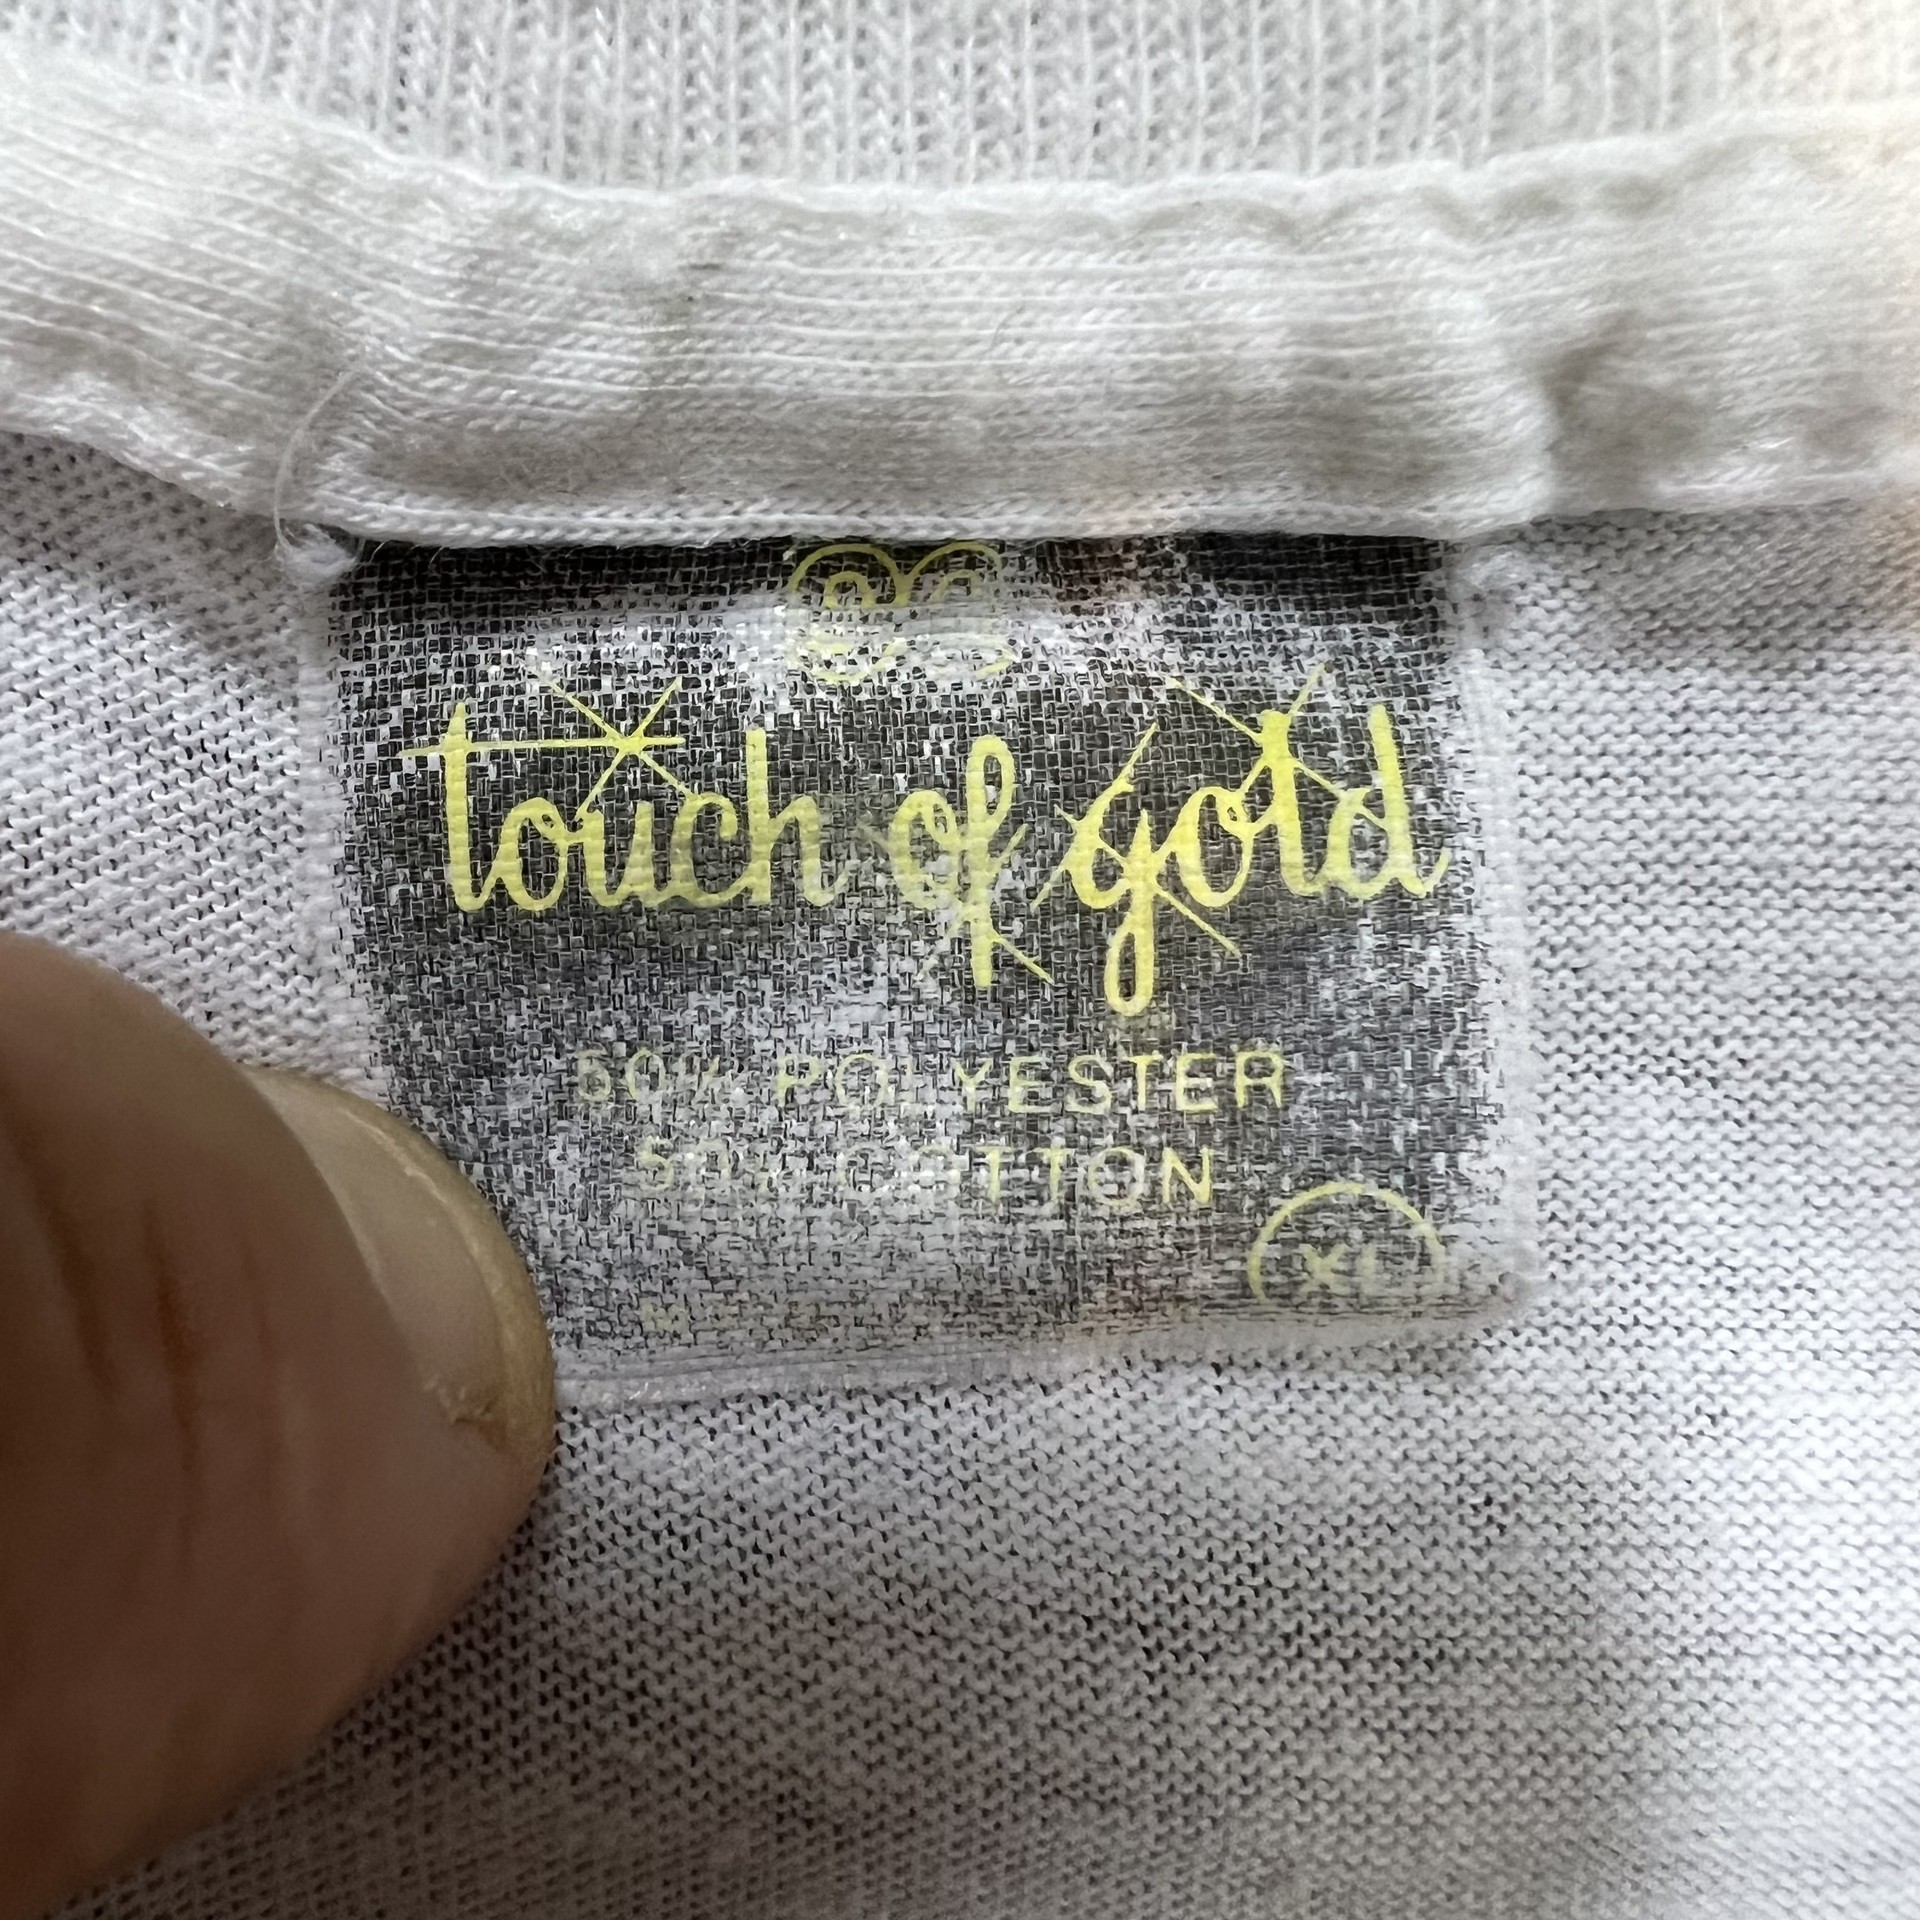 touch of gold
50% POLYESTER
50% COTTON
XL